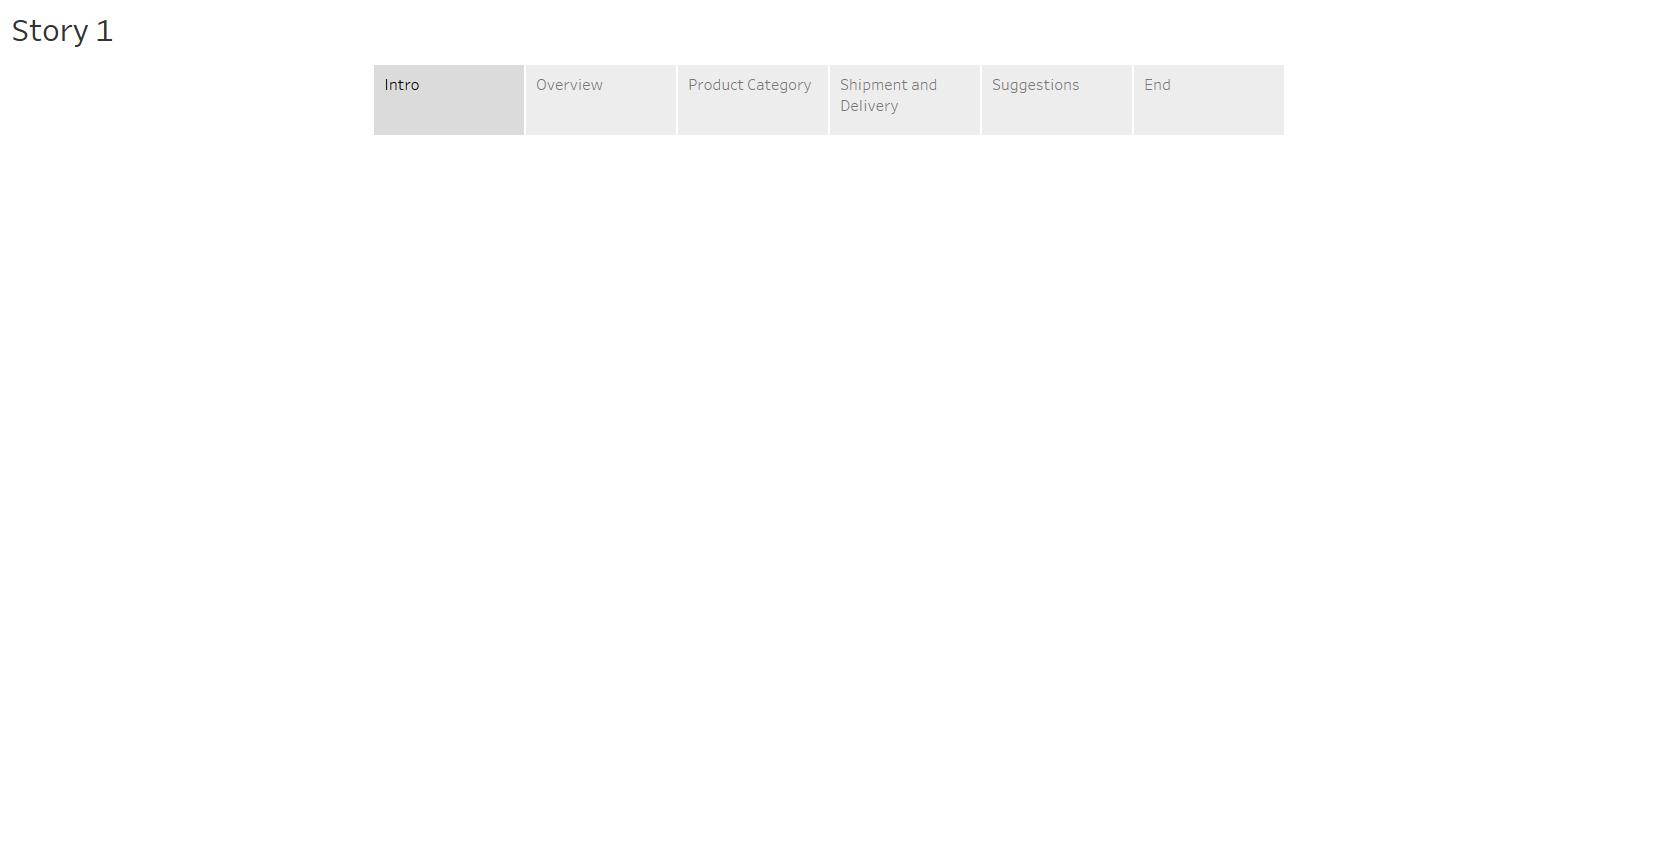 Story 1
Intro
Overview
Product Category
Shipment and
Delivery
Suggestions
End